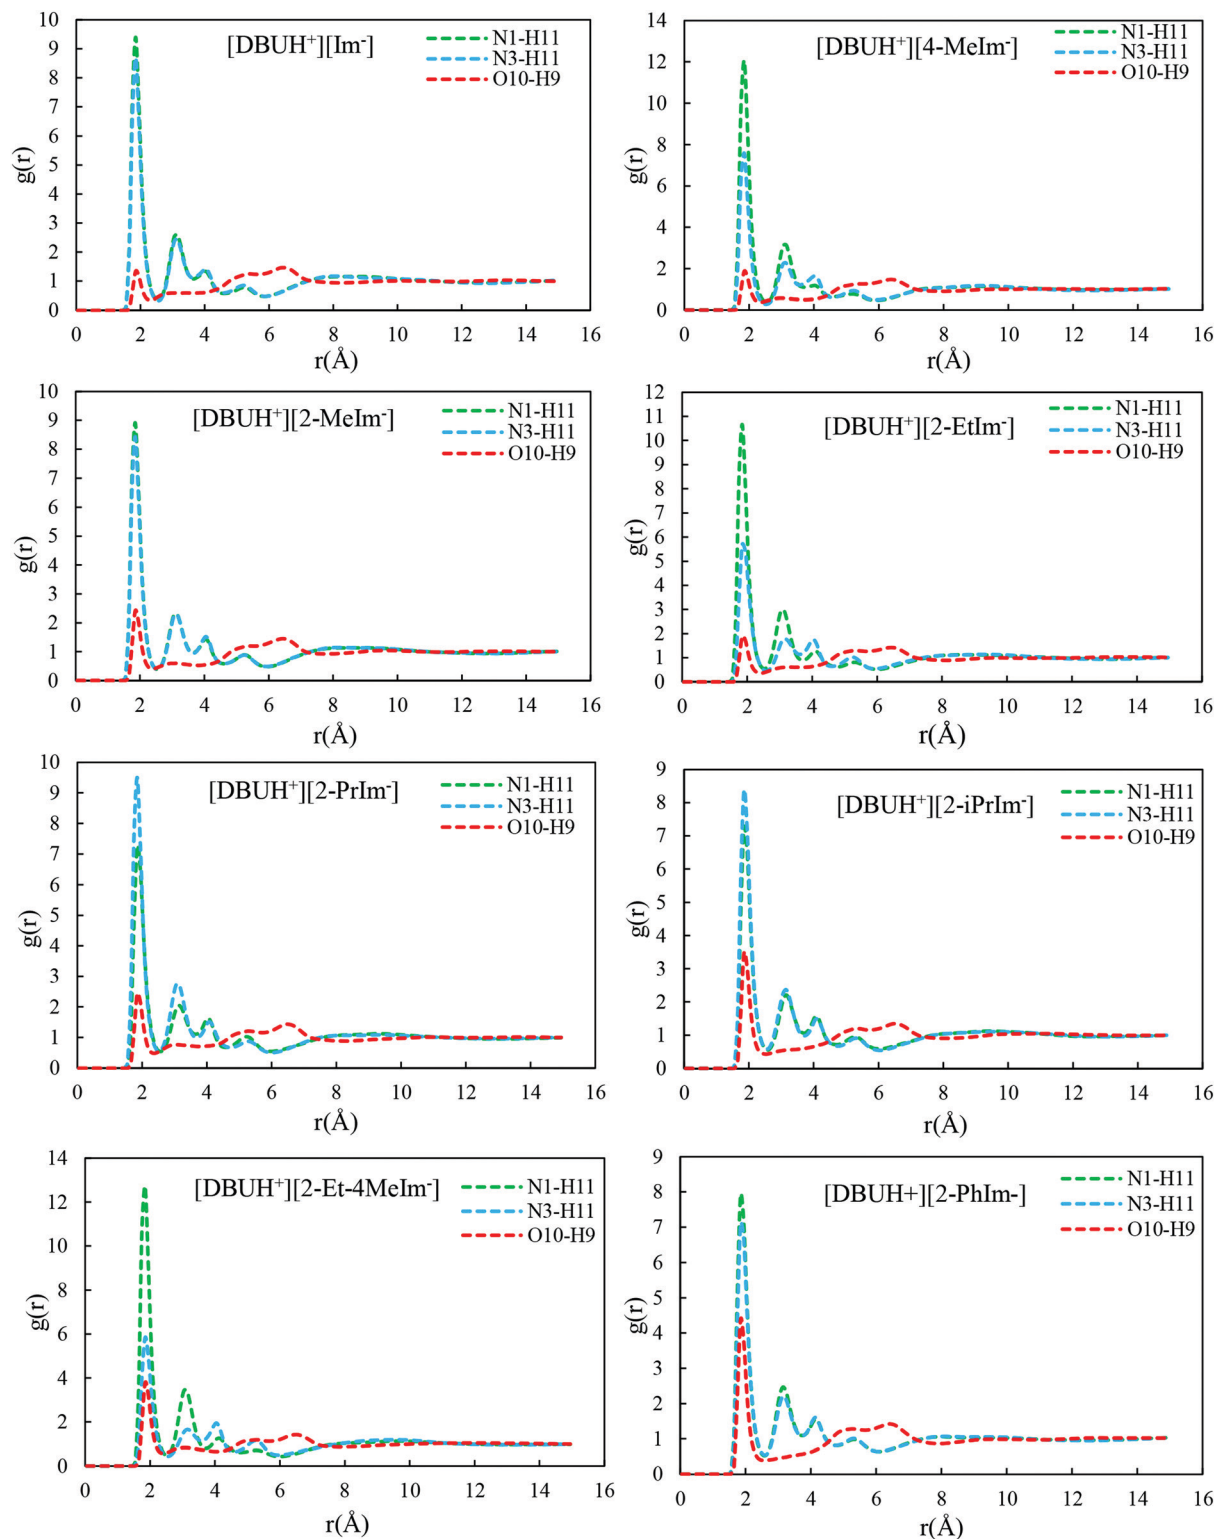 [DBUH⁺][Im⁻]
N1-H11
N3-H11
O10-H9
g(r)
10
9
8
7
6
5
4
3
2
1
0
0 2 4 6 8 10 12 14 16
r(Å)
[DBUH⁺][4-MeIm⁻]
N1-H11
N3-H11
O10-H9
g(r)
14
12
10
8
6
4
2
0
0 2 4 6 8 10 12 14 16
r(Å)
[DBUH⁺][2-MeIm⁻]
N1-H11
N3-H11
O10-H9
g(r)
10
9
8
7
6
5
4
3
2
1
0
0 2 4 6 8 10 12 14 16
r(Å)
[DBUH⁺][2-EtIm⁻]
N1-H11
N3-H11
O10-H9
g(r)
12
11
10
9
8
7
6
5
4
3
2
1
0
0 2 4 6 8 10 12 14 16
r(Å)
[DBUH⁺][2-PrIm⁻]
N1-H11
N3-H11
O10-H9
g(r)
10
9
8
7
6
5
4
3
2
1
0
0 2 4 6 8 10 12 14 16
r(Å)
[DBUH⁺][2-iPrIm⁻]
N1-H11
N3-H11
O10-H9
g(r)
9
8
7
6
5
4
3
2
1
0
0 2 4 6 8 10 12 14 16
r(Å)
[DBUH⁺][2-Et-4MeIm⁻]
N1-H11
N3-H11
O10-H9
g(r)
14
12
10
8
6
4
2
0
0 2 4 6 8 10 12 14 16
r(Å)
[DBUH+][2-PhIm-]
N1-H11
N3-H11
O10-H9
g(r)
9
8
7
6
5
4
3
2
1
0
0 2 4 6 8 10 12 14 16
r(Å)